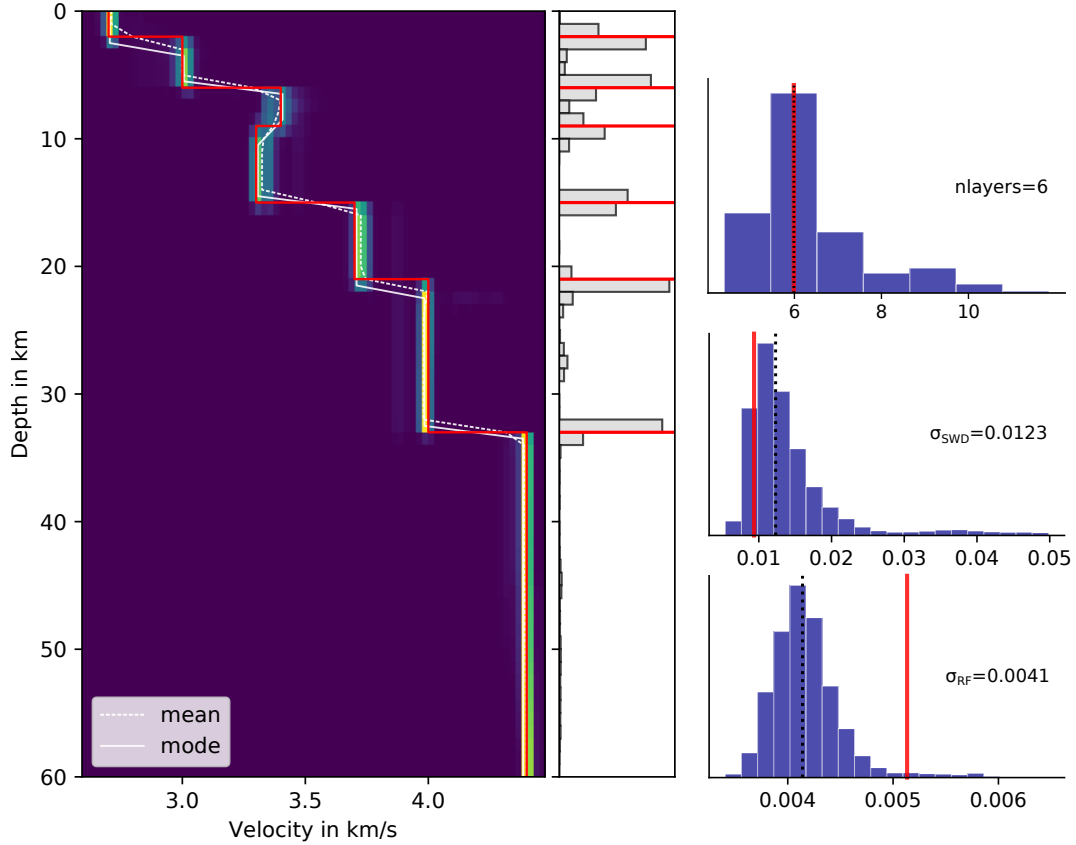 0
10
20
30
40
50
60
Depth in km
mean
mode
3.0 3.5 4.0
Velocity in km/s
nlayers=6
6 8 10
σSWD=0.0123
0.01 0.02 0.03 0.04 0.05
σRF=0.0041
0.004 0.005 0.006